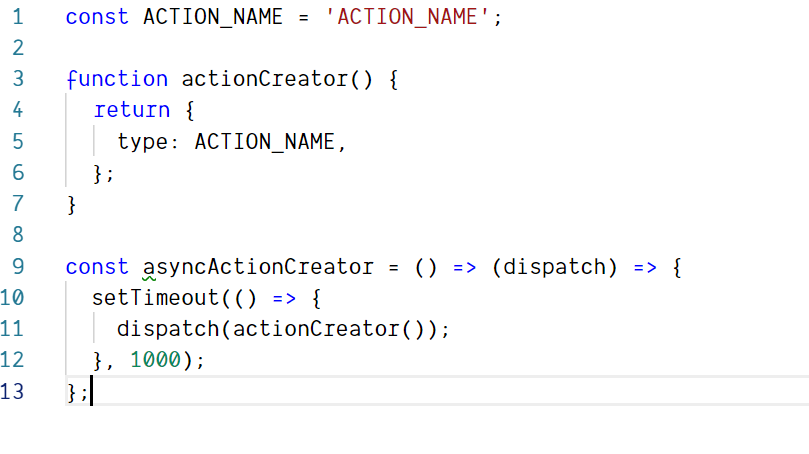 1 const ACTION_NAME = 'ACTION_NAME';
2
3 function actionCreator() {
4   return {
5     type: ACTION_NAME,
6   };
7 }
8
9 const asyncActionCreator = () => (dispatch) => {
10   setTimeout(() => {
11     dispatch(actionCreator());
12   }, 1000);
13 };